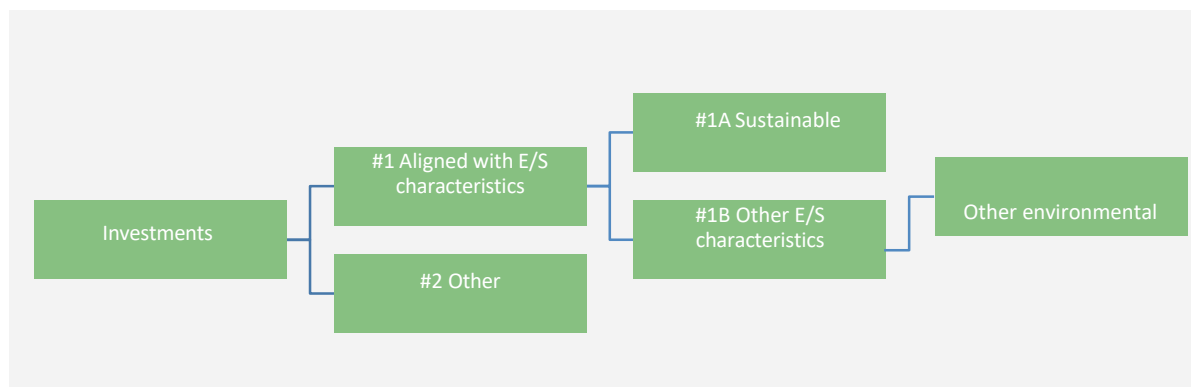 Investments
#1 Aligned with E/S
characteristics
#2 Other
#1A Sustainable
#1B Other E/S
characteristics
Other environmental